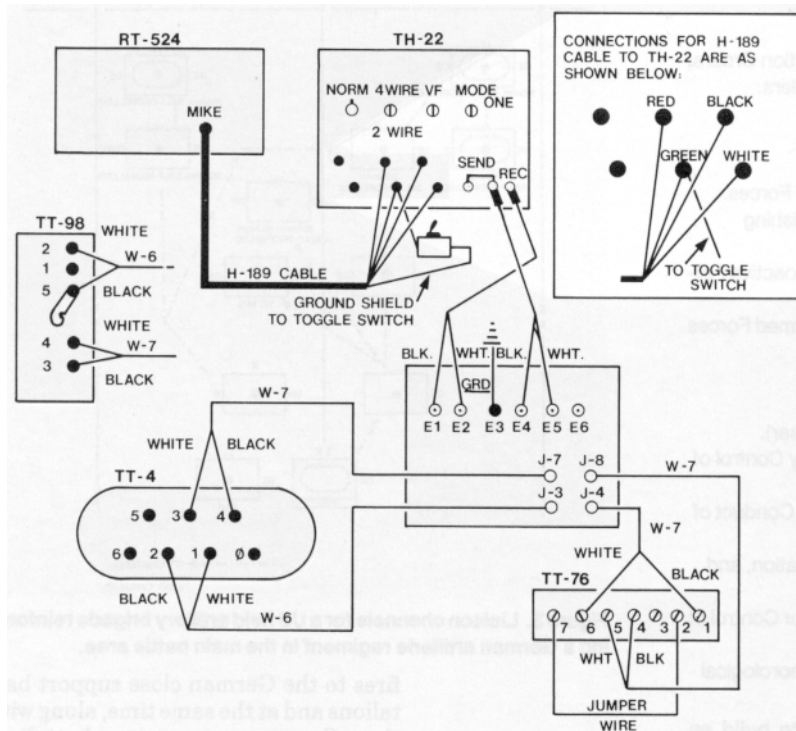 RT-524
MIKE
TH-22
NORM 4 WIRE VF MODE
ONE
2 WIRE
SEND
REC
CONNECTIONS FOR H-189
CABLE TO TH-22 ARE AS
SHOWN BELOW:
RED BLACK
GREEN WHITE
TO TOGGLE
SWITCH
TT-98
WHITE
2
1
5
W-6
BLACK
WHITE
4
3
W-7
BLACK
H-189 CABLE
GROUND SHIELD
TO TOGGLE SWITCH
BLK. WHT. BLK. WHT.
GRD
E1 E2 E3 E4 E5 E6
J-7 J-8
J-3 J-4
W-7
WHITE BLACK
TT-4
5 3 4
6 2 1 0
BLACK WHITE
W-6
W-7
W-7
WHITE
BLACK
TT-76
6 5 4 3 2 1
WHT BLK
JUMPER
WIRE